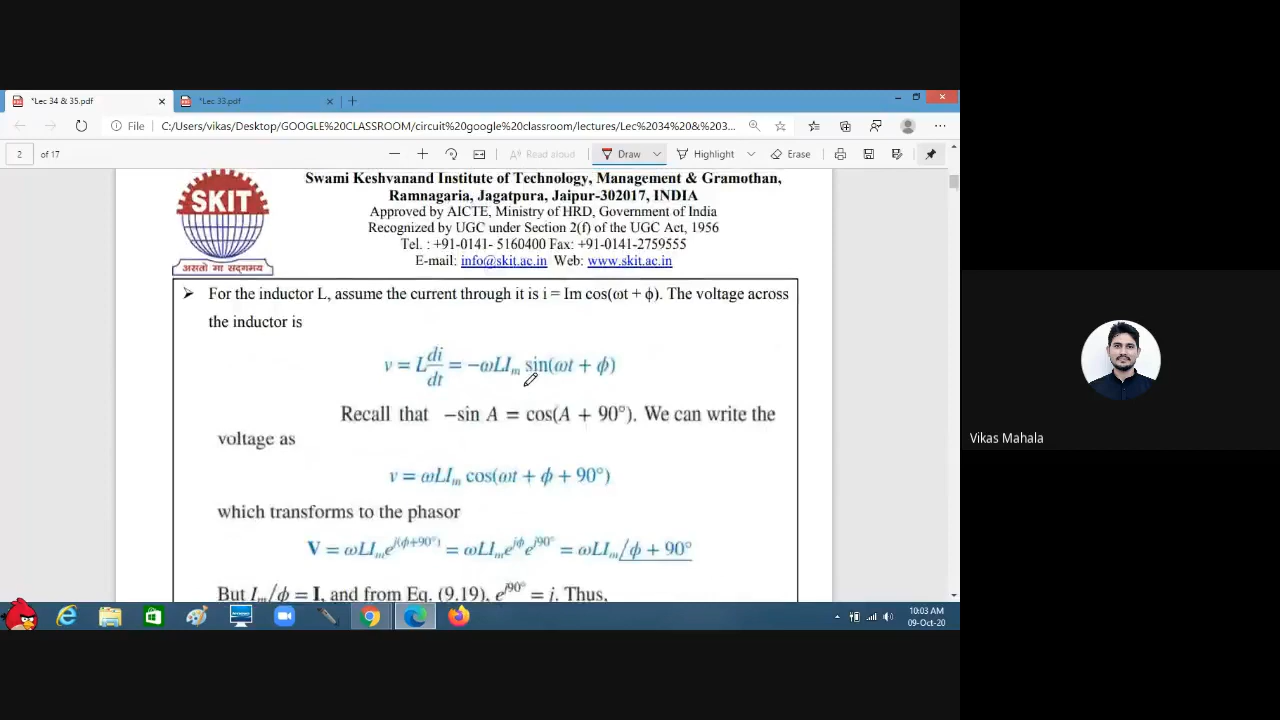 *Lec 34 & 35.pdf
*Lec 33.pdf
File C:/Users/vikas/Desktop/GOOGLE%20CLASSROOM/circuit%20google%20classroom/lectures/Lec%2034%20&%203...
2 of 17
Read aloud Draw Highlight Erase
SKIT
असतो मा सद्गमय
Swami Keshvanand Institute of Technology, Management & Gramothan,
Ramnagaria, Jagatpura, Jaipur-302017, INDIA
Approved by AICTE, Ministry of HRD, Government of India
Recognized by UGC under Section 2(f) of the UGC Act, 1956
Tel. : +91-0141- 5160400 Fax: +91-0141-2759555
E-mail: info@skit.ac.in Web: www.skit.ac.in
➢ For the inductor L, assume the current through it is i = Im cos(ωt + ϕ). The voltage across
the inductor is
v = L di/dt = −ωLIₘ sin(ωt + ϕ)
Recall that −sin A = cos(A + 90°). We can write the
voltage as
v = ωLIₘ cos(ωt + ϕ + 90°)
which transforms to the phasor
V = ωLIₘe^{j(ϕ+90°)} = ωLIₘe^{jϕ}e^{j90°} = ωLIₘ/ϕ + 90°
But Iₘ/ϕ = I, and from Eq. (9.19), e^{j90°} = j. Thus,
Vikas Mahala
10:03 AM
09-Oct-20